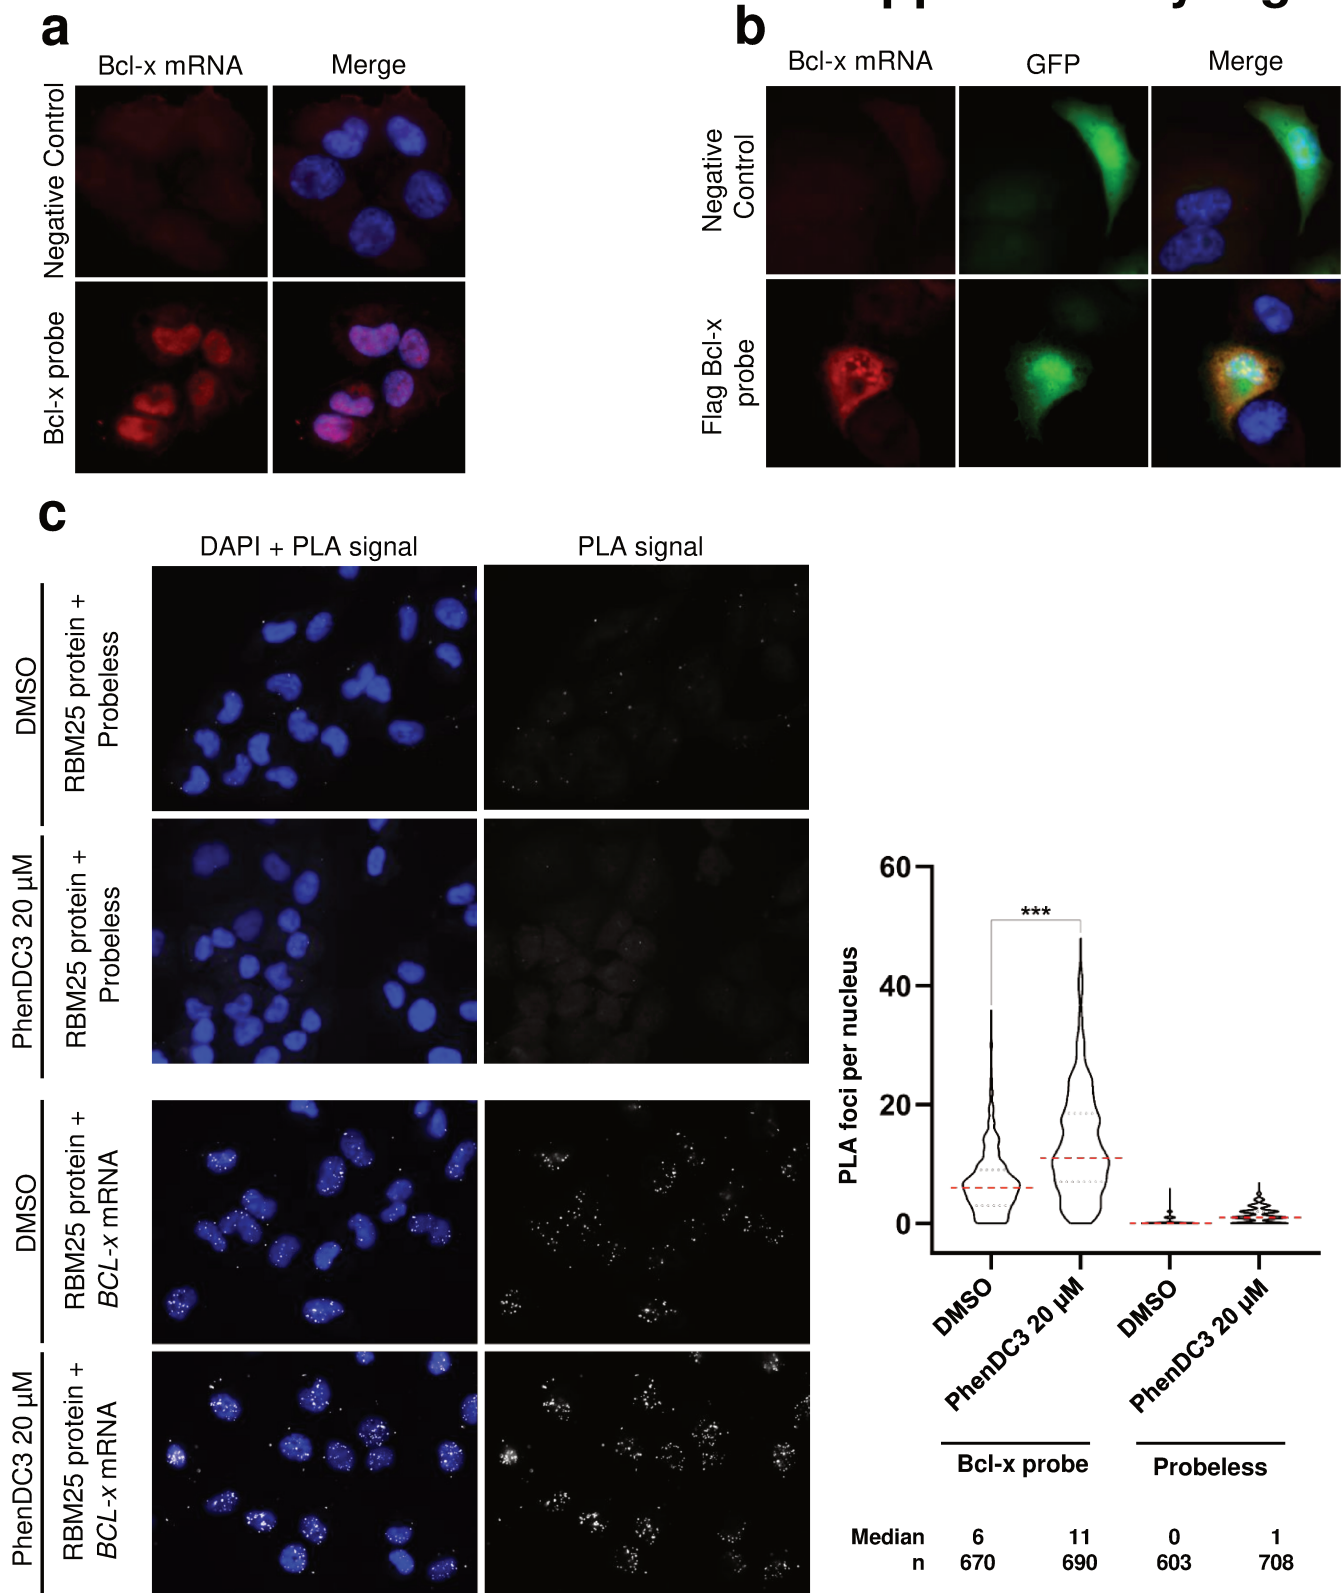 a
Bcl-x mRNA
Merge
Negative Control
Bcl-x probe
b
Bcl-x mRNA
GFP
Merge
Negative
Control
Flag Bcl-x
probe
c
DAPI + PLA signal
PLA signal
DMSO
RBM25 protein +
Probeless
PhenDC3 20 µM
RBM25 protein +
Probeless
DMSO
RBM25 protein +
BCL-x mRNA
PhenDC3 20 µM
RBM25 protein +
BCL-x mRNA
PLA foci per nucleus
60
40
20
0
***
DMSO
PhenDC3 20 µM
DMSO
PhenDC3 20 µM
Bcl-x probe
Probeless
Median 6 11 0 1
n 670 690 603 708